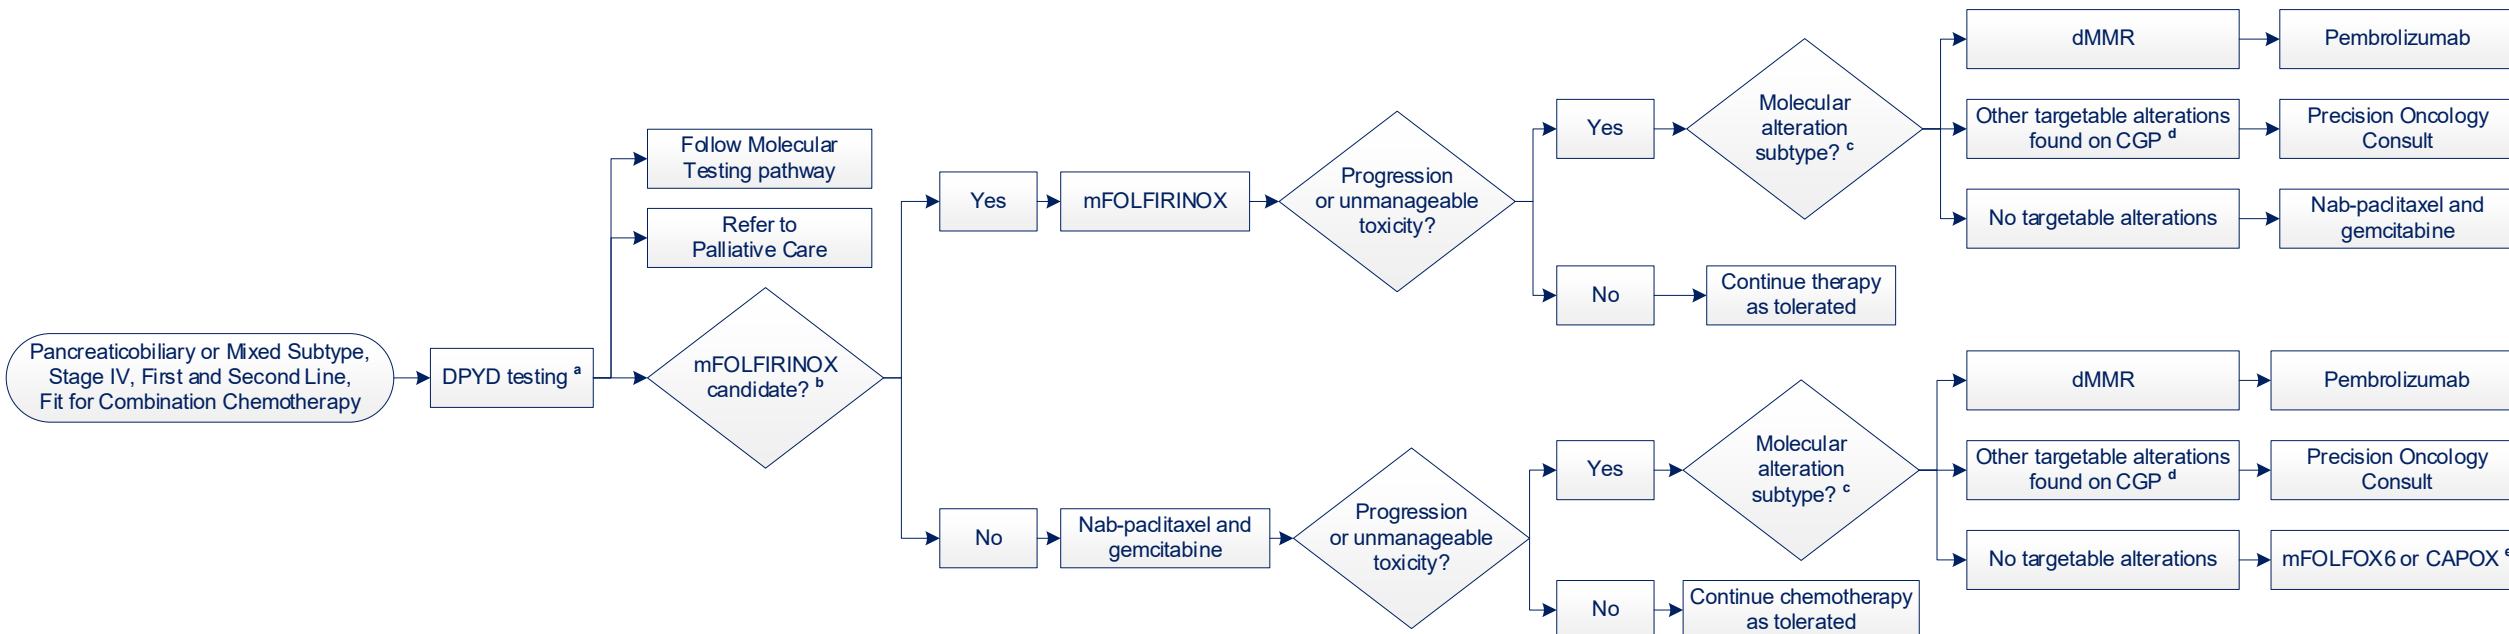 Pancreaticobiliary or Mixed Subtype,
Stage IV, First and Second Line,
Fit for Combination Chemotherapy
DPYD testing a
Follow Molecular
Testing pathway
Refer to
Palliative Care
mFOLFIRINOX
candidate? b
Yes
mFOLFIRINOX
Progression
or unmanageable
toxicity?
Yes
Molecular
alteration
subtype? c
dMMR
Pembrolizumab
Other targetable alterations
found on CGP d
Precision Oncology
Consult
No targetable alterations
Nab-paclitaxel and
gemcitabine
No
Continue therapy
as tolerated
No
Nab-paclitaxel and
gemcitabine
Progression
or unmanageable
toxicity?
Yes
Molecular
alteration
subtype? c
dMMR
Pembrolizumab
Other targetable alterations
found on CGP d
Precision Oncology
Consult
No targetable alterations
mFOLFOX6 or CAPOX e
No
Continue chemotherapy
as tolerated